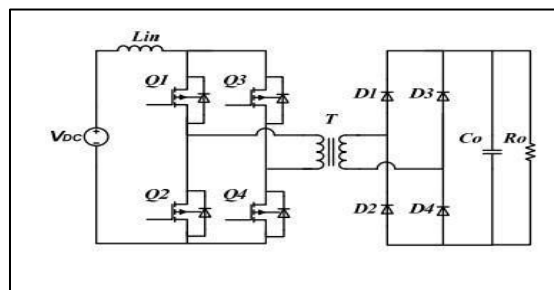 Lin
Q1 Q3
D1 D3
T
VDC
Co Ro
Q2 Q4
D2 D4